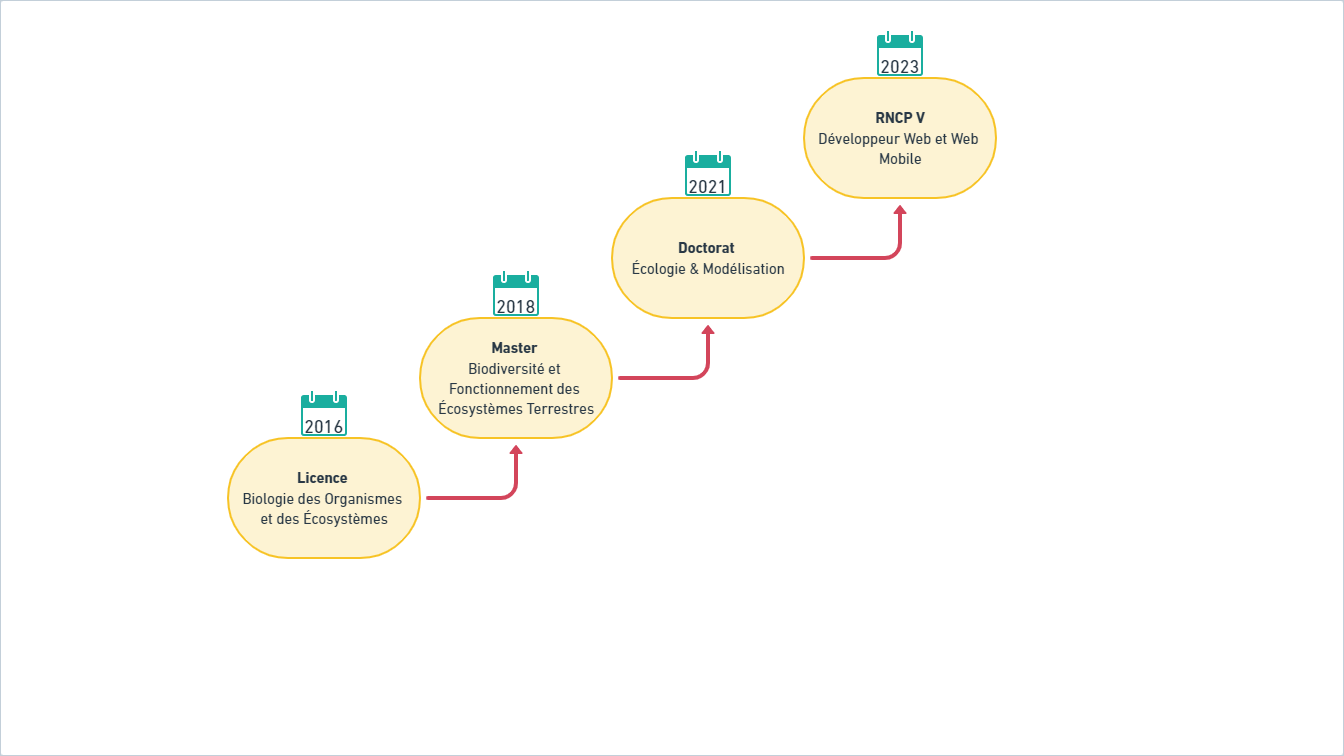 2023
RNCP V
Développeur Web et Web
Mobile
2021
Doctorat
Écologie & Modélisation
2018
Master
Biodiversité et
Fonctionnement des
Écosystèmes Terrestres
2016
Licence
Biologie des Organismes
et des Écosystèmes